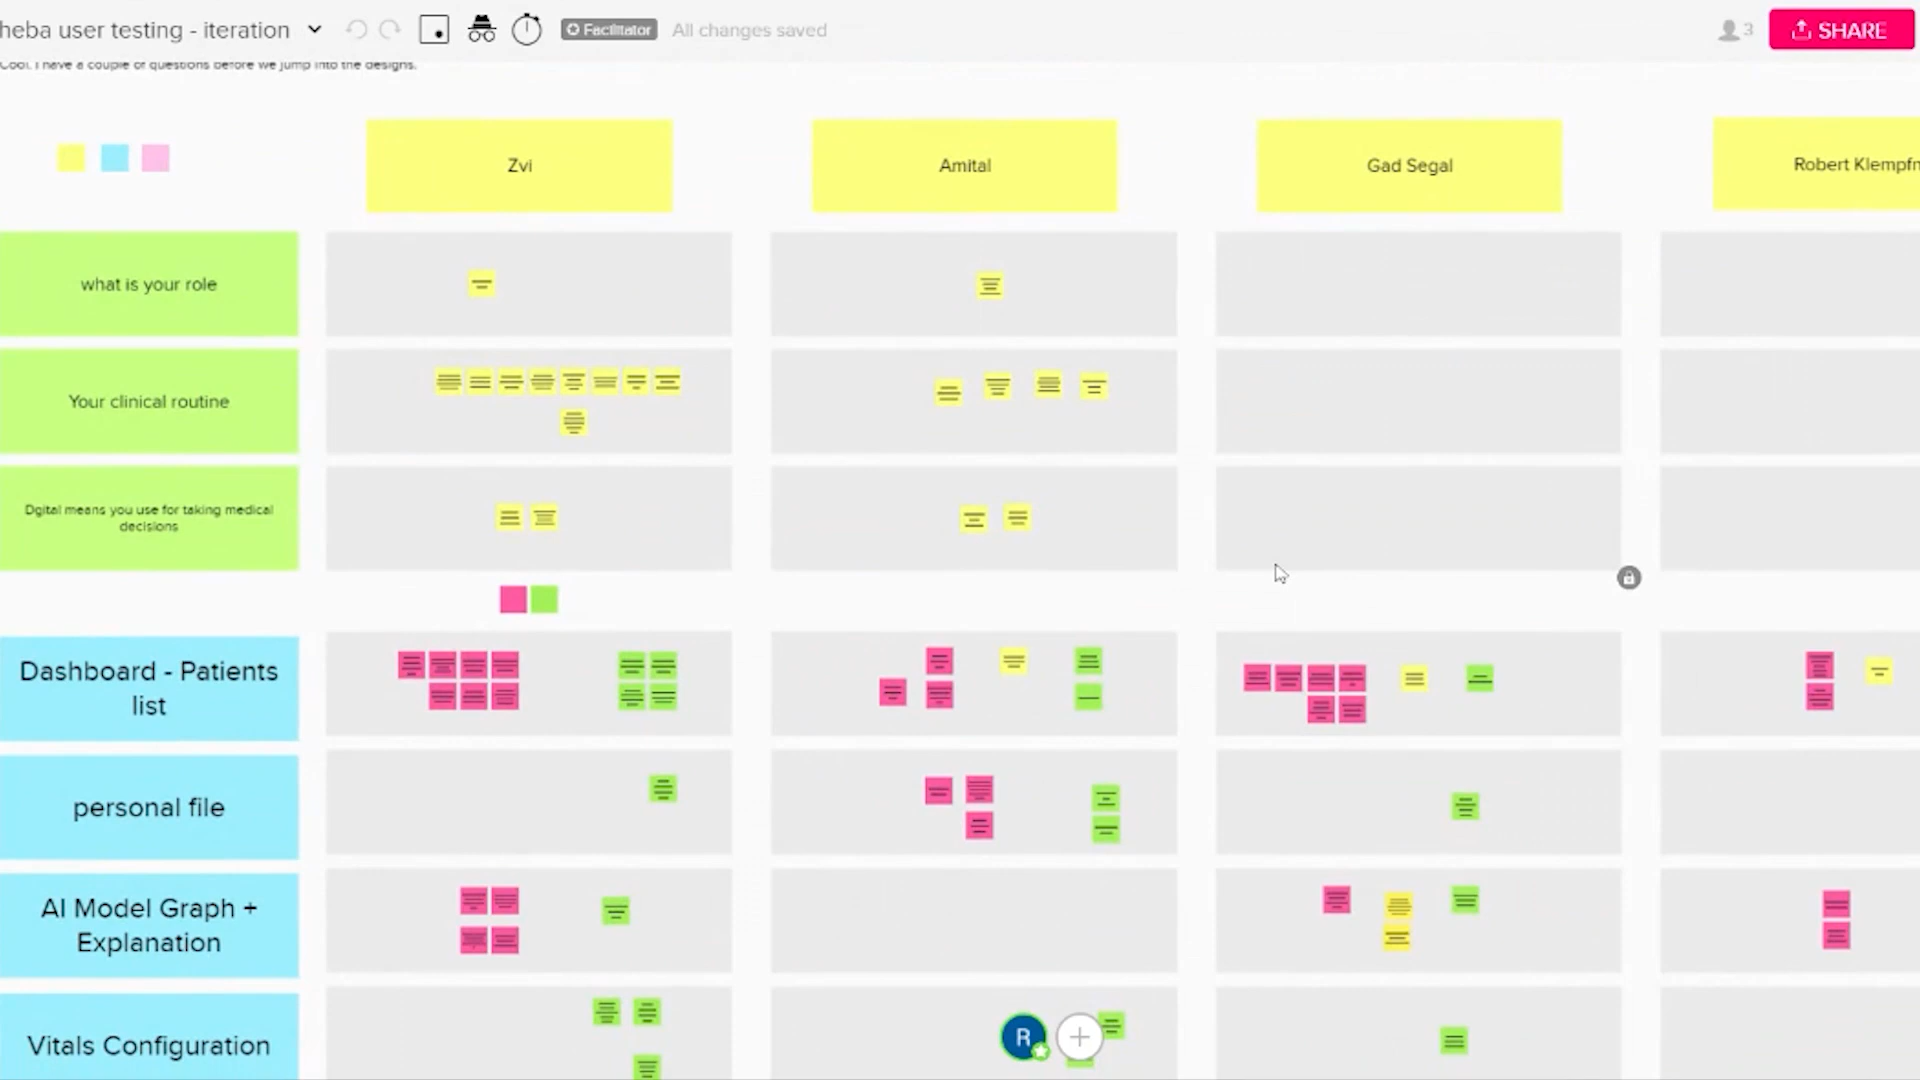 heba user testing - iteration
Facilitator
All changes saved
3
SHARE
Cool. I have a couple of questions before we jump into the designs.
Zvi
Amital
Gad Segal
Robert
what is your role
Your clinical routine
Dgital means you use for taking medical
decisions
Dashboard - Patients
list
personal file
AI Model Graph +
Explanation
Vitals Configuration
R